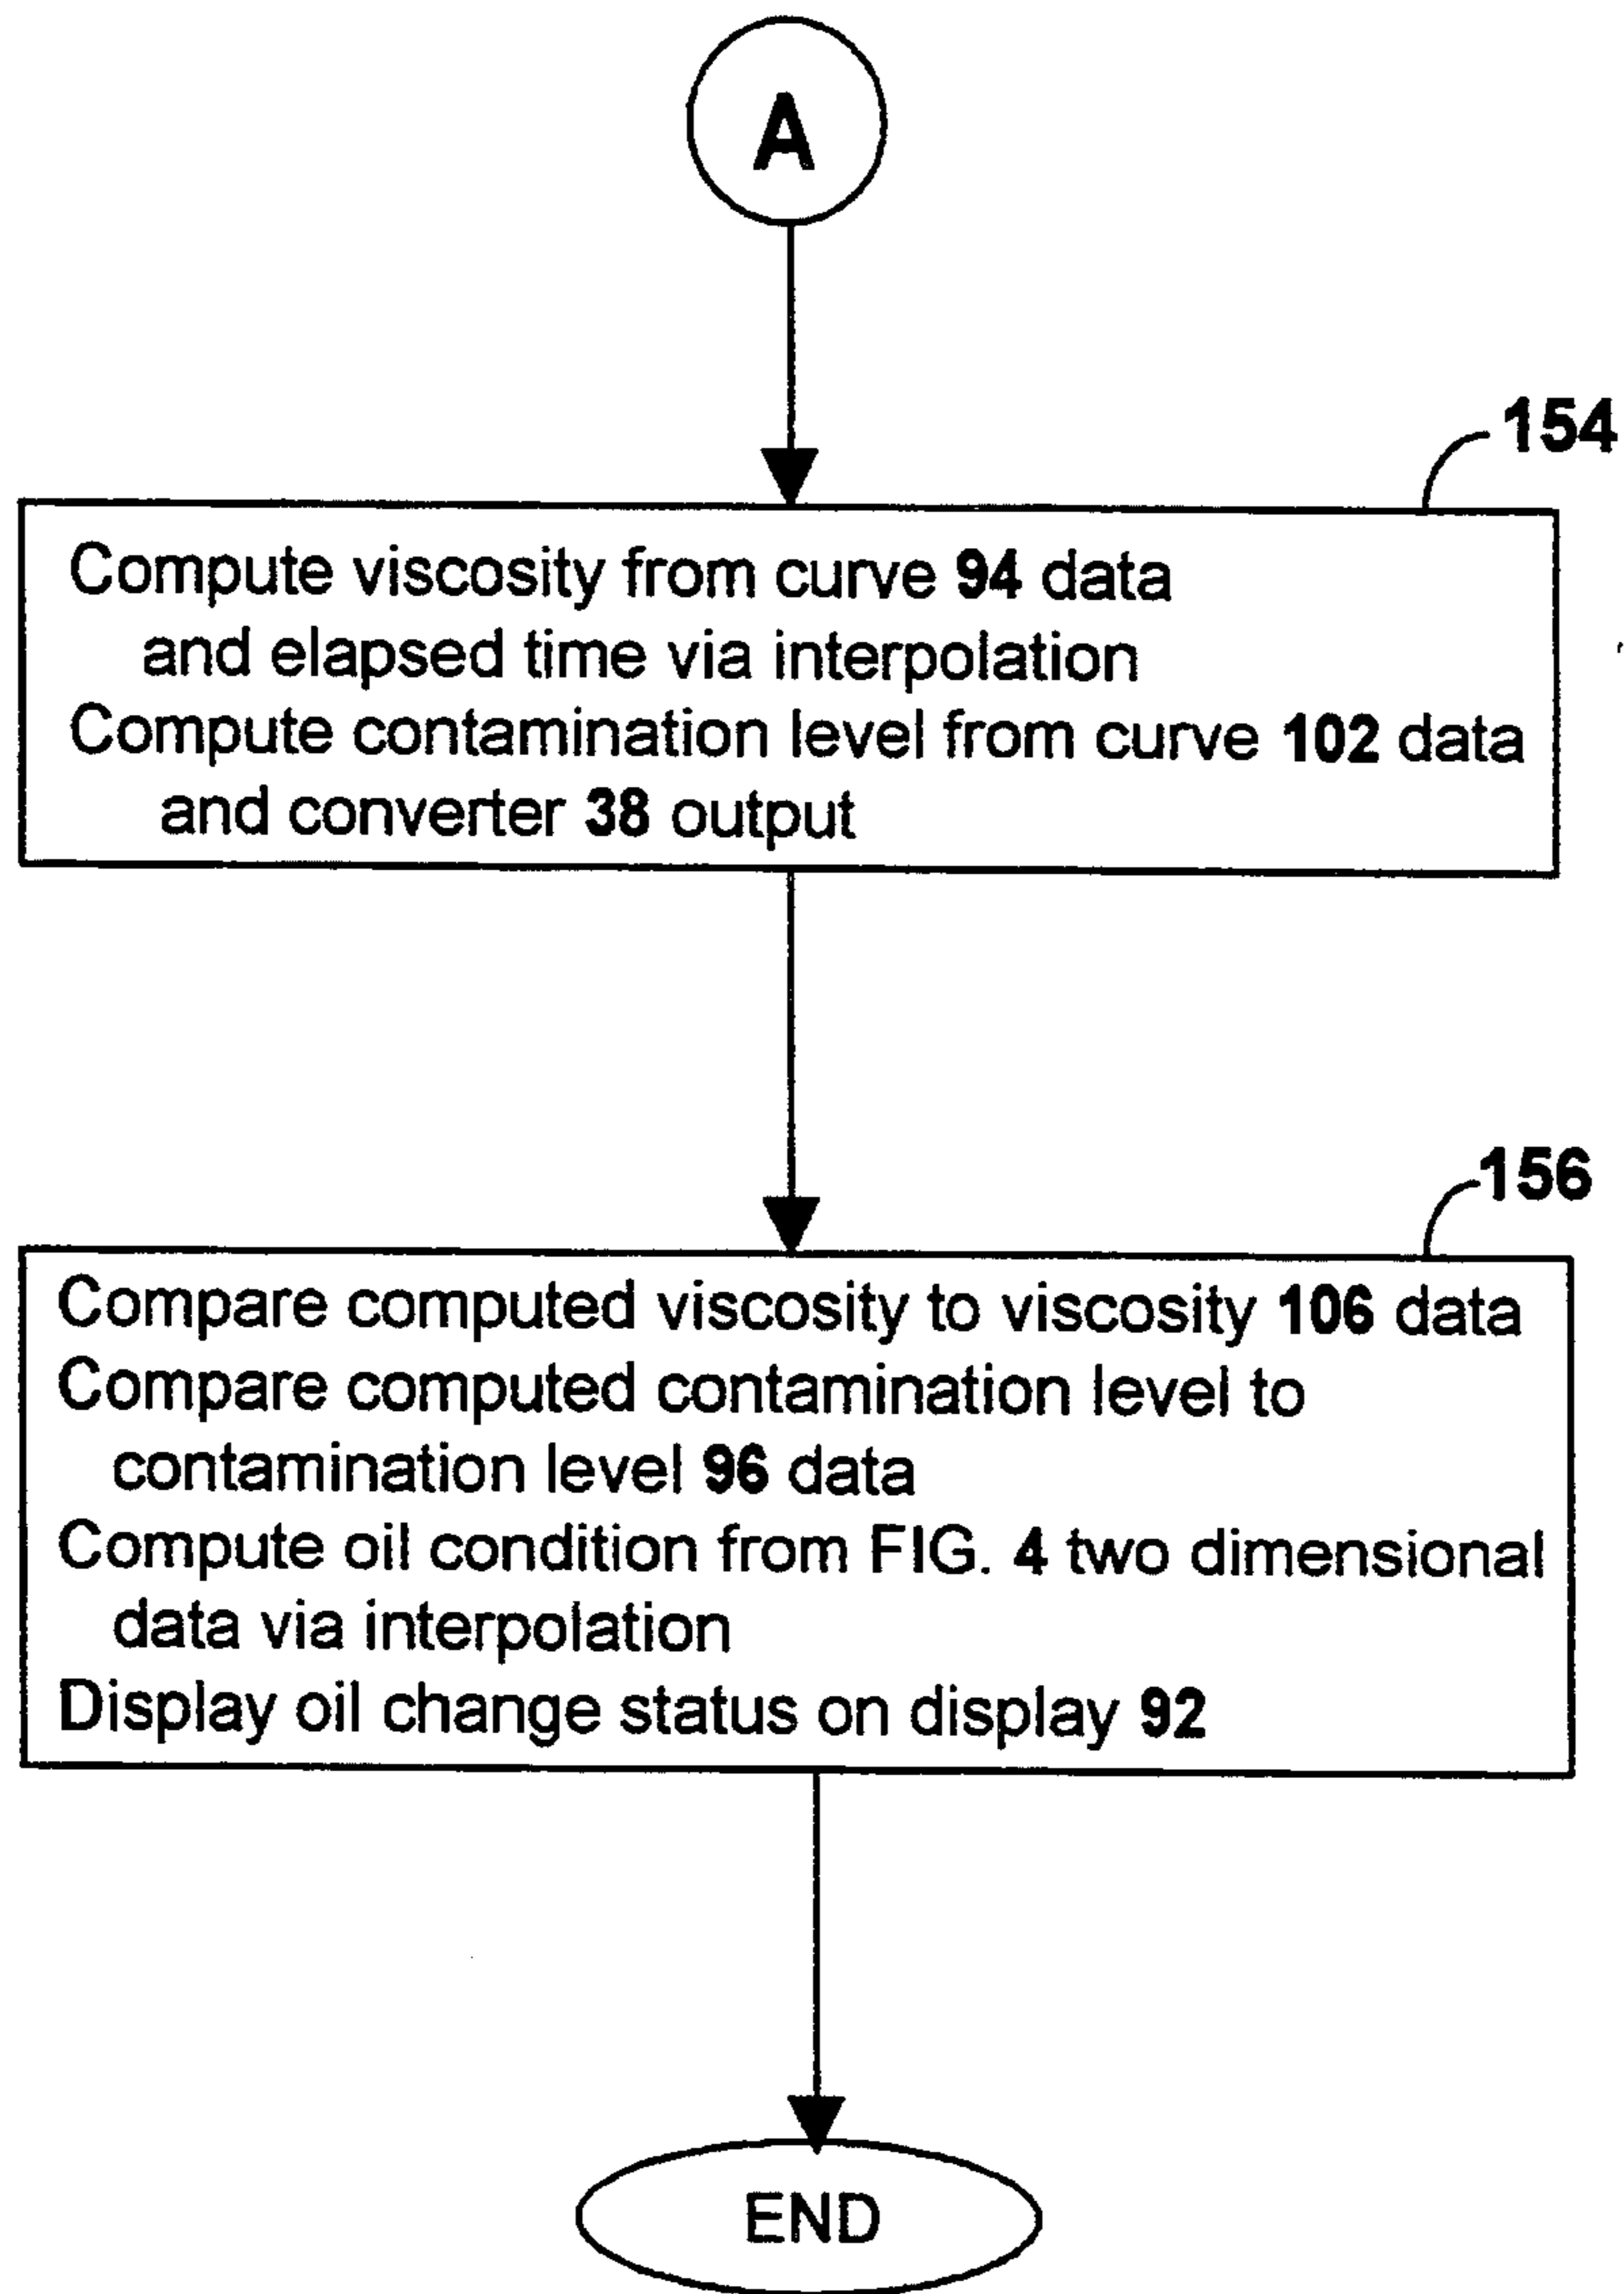 A
154
Compute viscosity from curve 94 data
and elapsed time via interpolation
Compute contamination level from curve 102 data
and converter 38 output
156
Compare computed viscosity to viscosity 106 data
Compare computed contamination level to
contamination level 96 data
Compute oil condition from FIG. 4 two dimensional
data via interpolation
Display oil change status on display 92
END